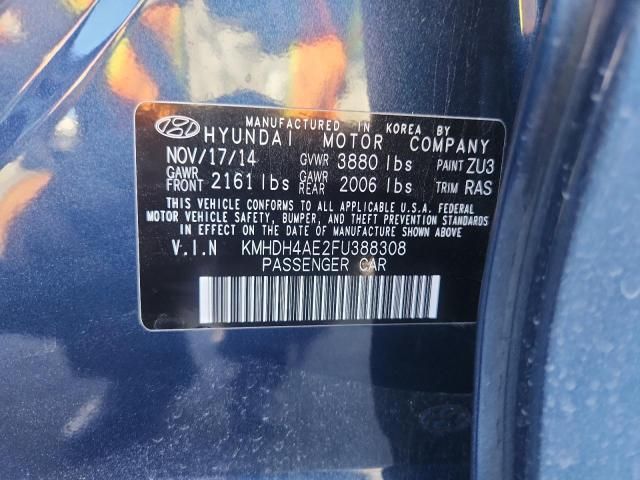 MANUFACTURED IN KOREA BY
HYUNDAI MOTOR COMPANY
NOV/17/14 GVWR 3880 lbs PAINT ZU3
GAWR FRONT 2161 lbs GAWR REAR 2006 lbs TRIM RAS
THIS VEHICLE CONFORMS TO ALL APPLICABLE U.S.A. FEDERAL
MOTOR VEHICLE SAFETY, BUMPER, AND THEFT PREVENTION STANDARDS
IN EFFECT ON THE DATE OF MANUFACTURE SHOWN ABOVE.
V.I.N KMHDH4AE2FU388308
PASSENGER CAR